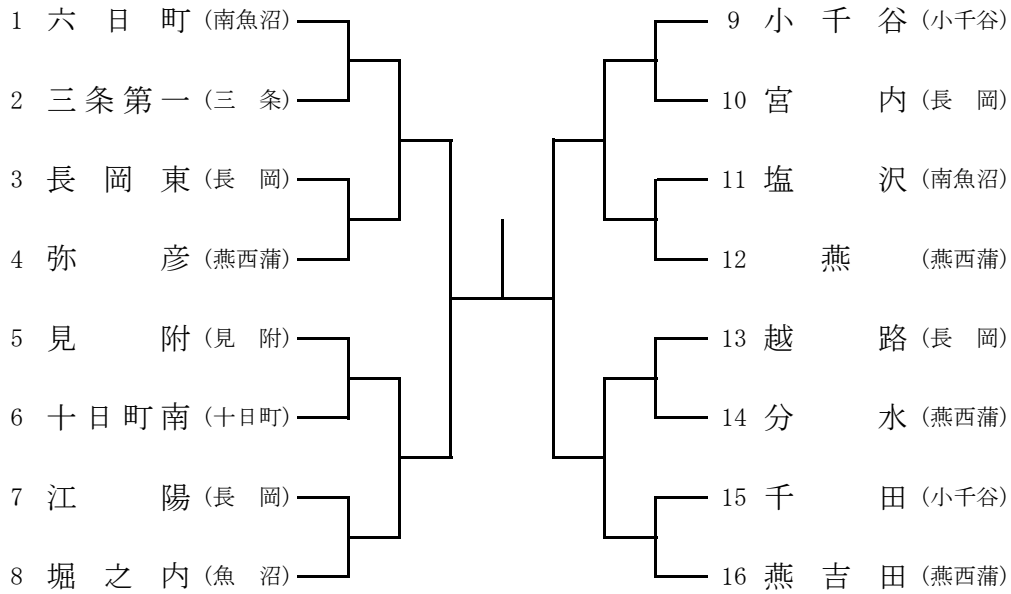 1 六日町 (南魚沼)
2 三条第一 (三条)
3 長岡東 (長岡)
4 弥彦 (燕西蒲)
5 見附 (見附)
6 十日町南 (十日町)
7 江陽 (長岡)
8 堀之内 (魚沼)
9 小千谷 (小千谷)
10 宮内 (長岡)
11 塩沢 (南魚沼)
12 燕 (燕西蒲)
13 越路 (長岡)
14 分水 (燕西蒲)
15 千田 (小千谷)
16 燕吉田 (燕西蒲)